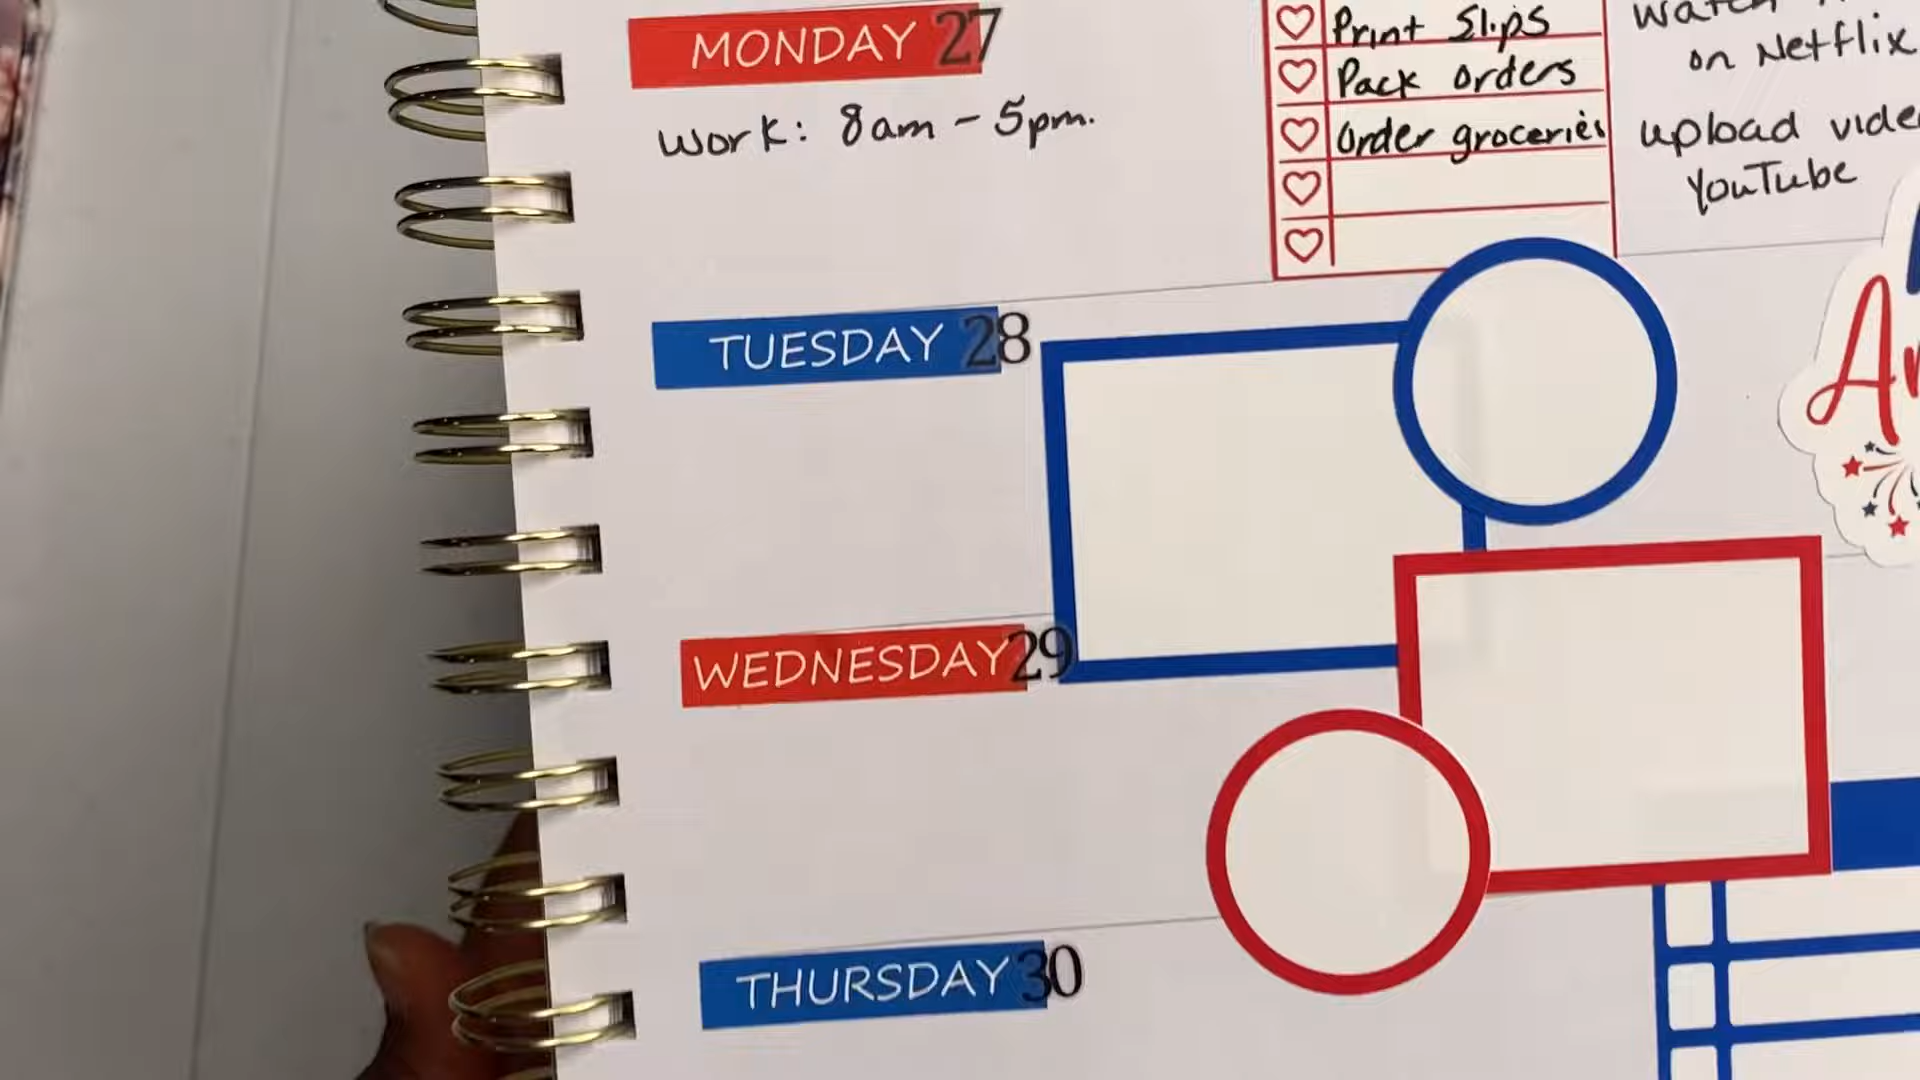 MONDAY 27
Work: 8am - 5pm.
Print Slips
Pack orders
Order groceries
on Netflix
upload
YouTube
TUESDAY 28
WEDNESDAY 29
THURSDAY 30